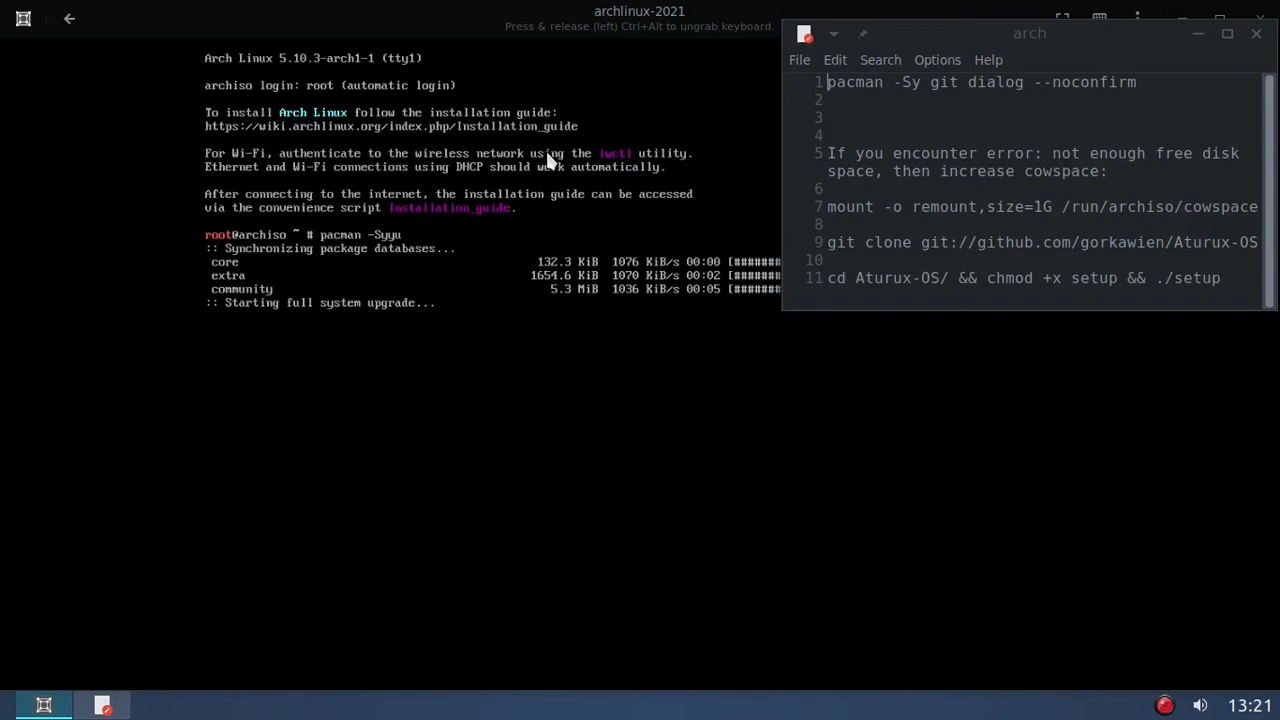 archlinux-2021
Press & release (left) Ctrl+Alt to ungrab keyboard.
Arch Linux 5.10.3-arch1-1 (tty1)
archiso login: root (automatic login)
To install Arch Linux follow the installation guide:
https://wiki.archlinux.org/index.php/Installation_guide
For Wi-Fi, authenticate to the wireless network using the iwctl utility.
Ethernet and Wi-Fi connections using DHCP should work automatically.
After connecting to the internet, the installation guide can be accessed
via the convenience script Installation_guide.
root@archiso ~ # pacman -Syyu
:: Synchronizing package databases...
core 132.3 KiB 1076 KiB/s 00:00 [#######
extra 1654.6 KiB 1070 KiB/s 00:02 [#######
community 5.3 MiB 1036 KiB/s 00:05 [#######
:: Starting full system upgrade...
arch
File Edit Search Options Help
1 pacman -Sy git dialog --noconfirm
2
3
4
5 If you encounter error: not enough free disk
space, then increase cowspace:
6
7 mount -o remount,size=1G /run/archiso/cowspace
8
9 git clone git://github.com/gorkawien/Aturux-OS
10
11 cd Aturux-OS/ && chmod +x setup && ./setup
13:21